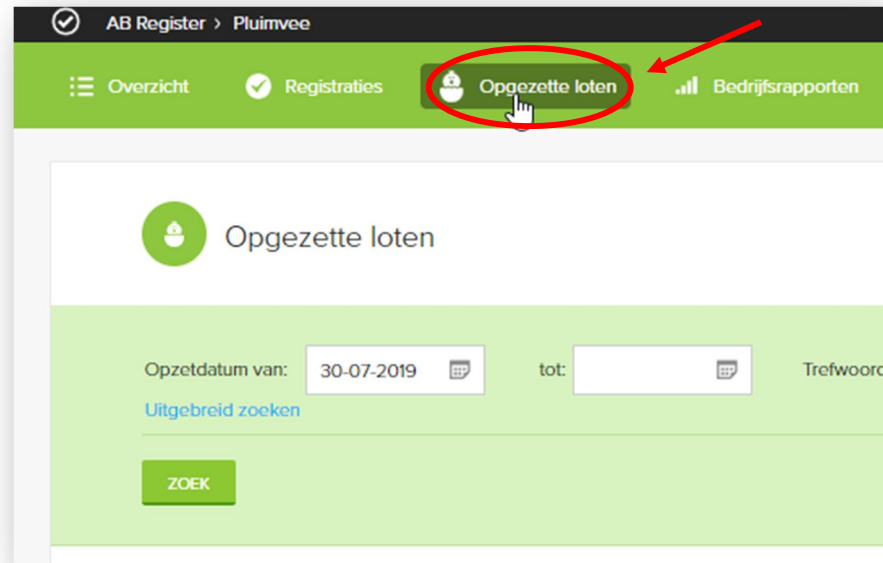 AB Register > Pluimvee
Overzicht Registraties Opgezette loten Bedrijfsrapporten
Opgezette loten
Opzetdatum van: 30-07-2019 tot: Trefwoord
Uitgebreid zoeken
ZOEK